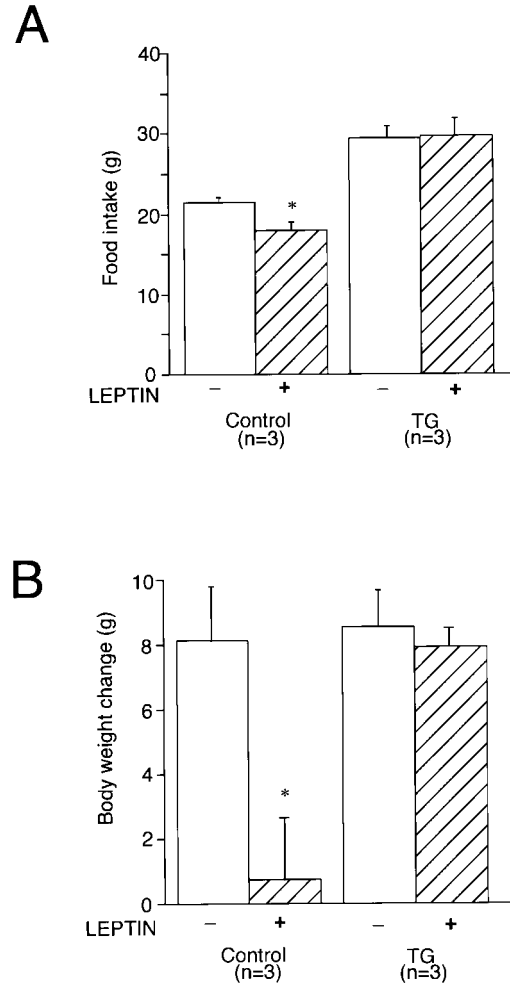 A
40
30
20
10
0
Food intake (g)
*
LEPTIN – + – +
Control TG
(n=3) (n=3)
B
10
8
6
4
2
0
Body weight change (g)
*
LEPTIN – + – +
Control TG
(n=3) (n=3)